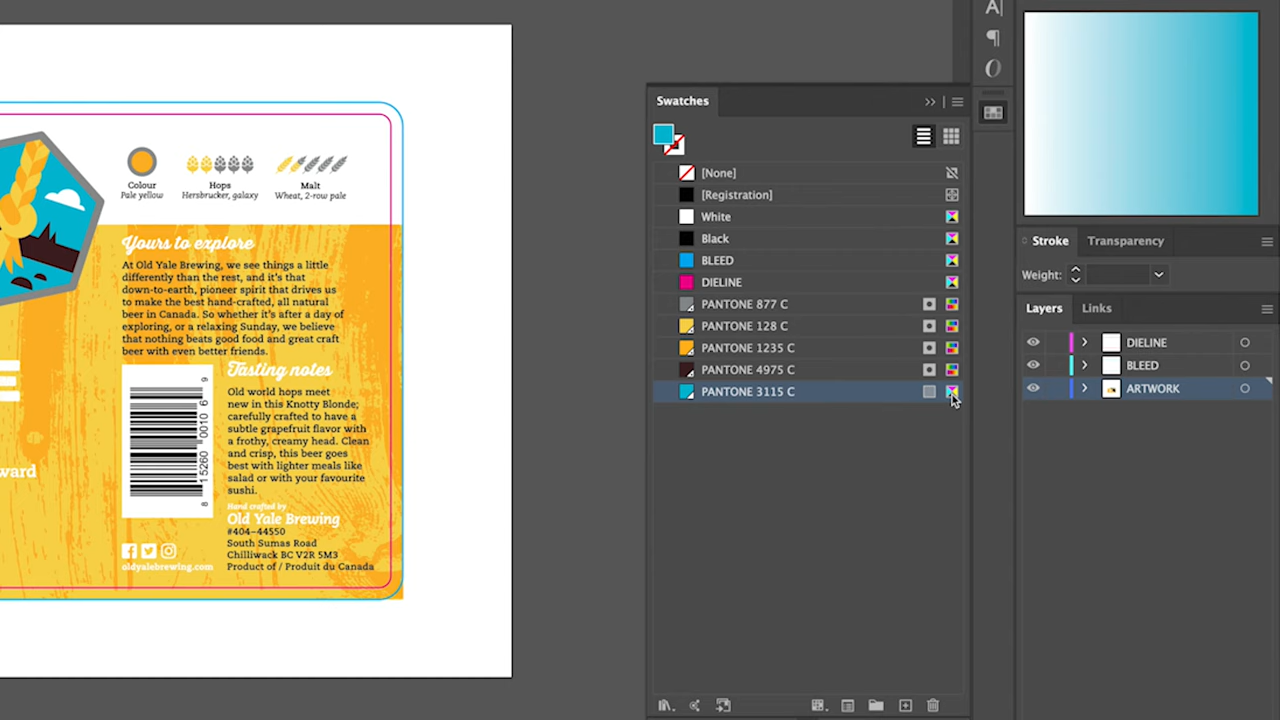 Colour
Pale yellow
Hops
Hersbrucker, galaxy
Malt
Wheat, 2-row pale
Yours to explore
At Old Yale Brewing, we see things a little
differently than the rest, and it's that
down-to-earth, pioneer spirit that drives us
to make the best hand-crafted, all natural
beer in Canada. So whether it's after a day of
exploring, or a relaxing Sunday, we believe
that nothing beats good food and great craft
beer with even better friends.
Tasting notes
Old world hops meet
new in this Knotty Blonde;
carefully crafted to have a
subtle grapefruit flavor with
a frothy, creamy head. Clean
and crisp, this beer goes
best with lighter meals like
salad or with your favourite
sushi.
8 15260 0010 6 9
ward
Hand crafted by
Old Yale Brewing
#404-44550
South Sumas Road
Chilliwack BC V2R 5M3
Product of / Produit du Canada
oldyalebrewing.com
Swatches
[None]
[Registration]
White
Black
BLEED
DIELINE
PANTONE 877 C
PANTONE 128 C
PANTONE 1235 C
PANTONE 4975 C
PANTONE 3115 C
Stroke Transparency
Weight:
Layers Links
DIELINE
BLEED
ARTWORK